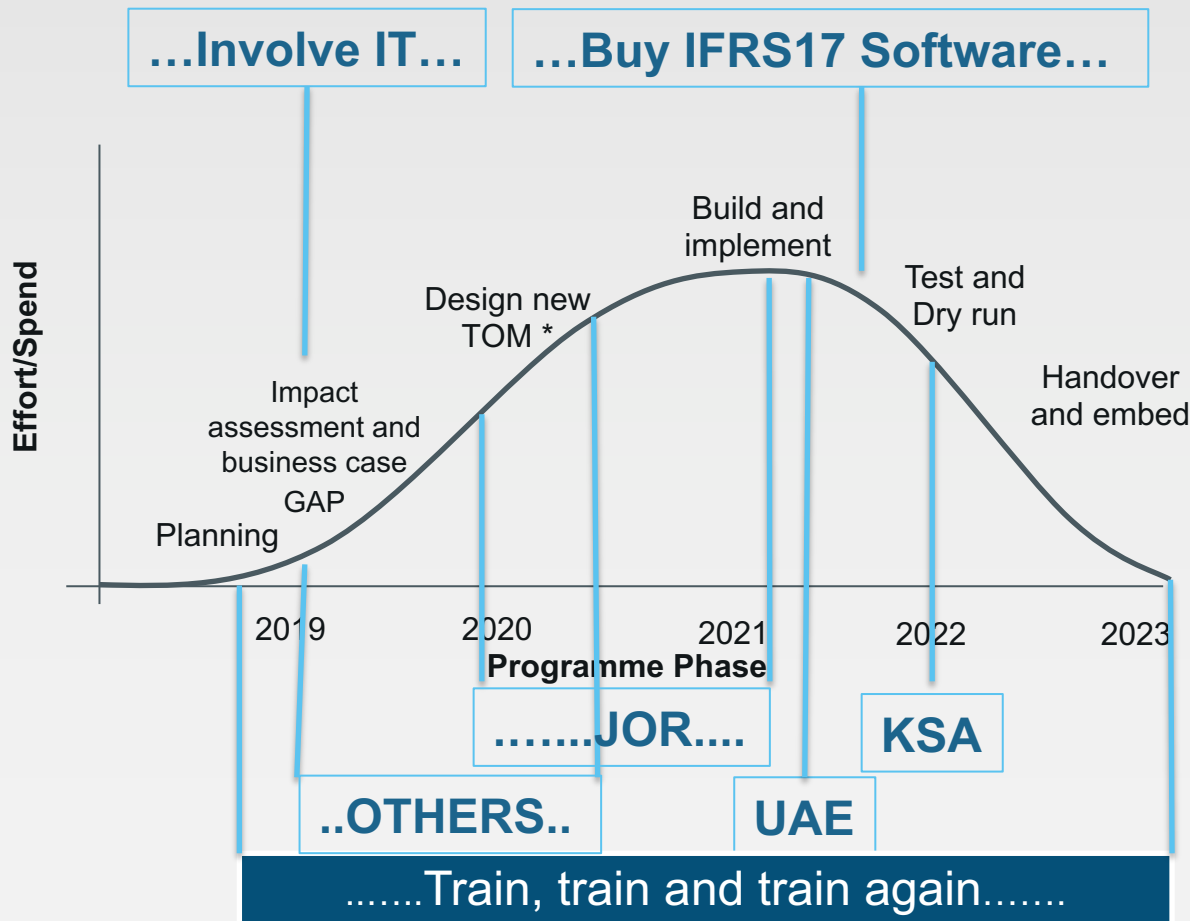 ...Involve IT...
...Buy IFRS17 Software...
Effort/Spend
Build and
implement
Design new
TOM *
Test and
Dry run
Impact
assessment and
business case
GAP
Handover
and embed
Planning
2019
2020
2021
2022
2023
Programme Phase
.......JOR....
KSA
..OTHERS..
UAE
.......Train, train and train again.......